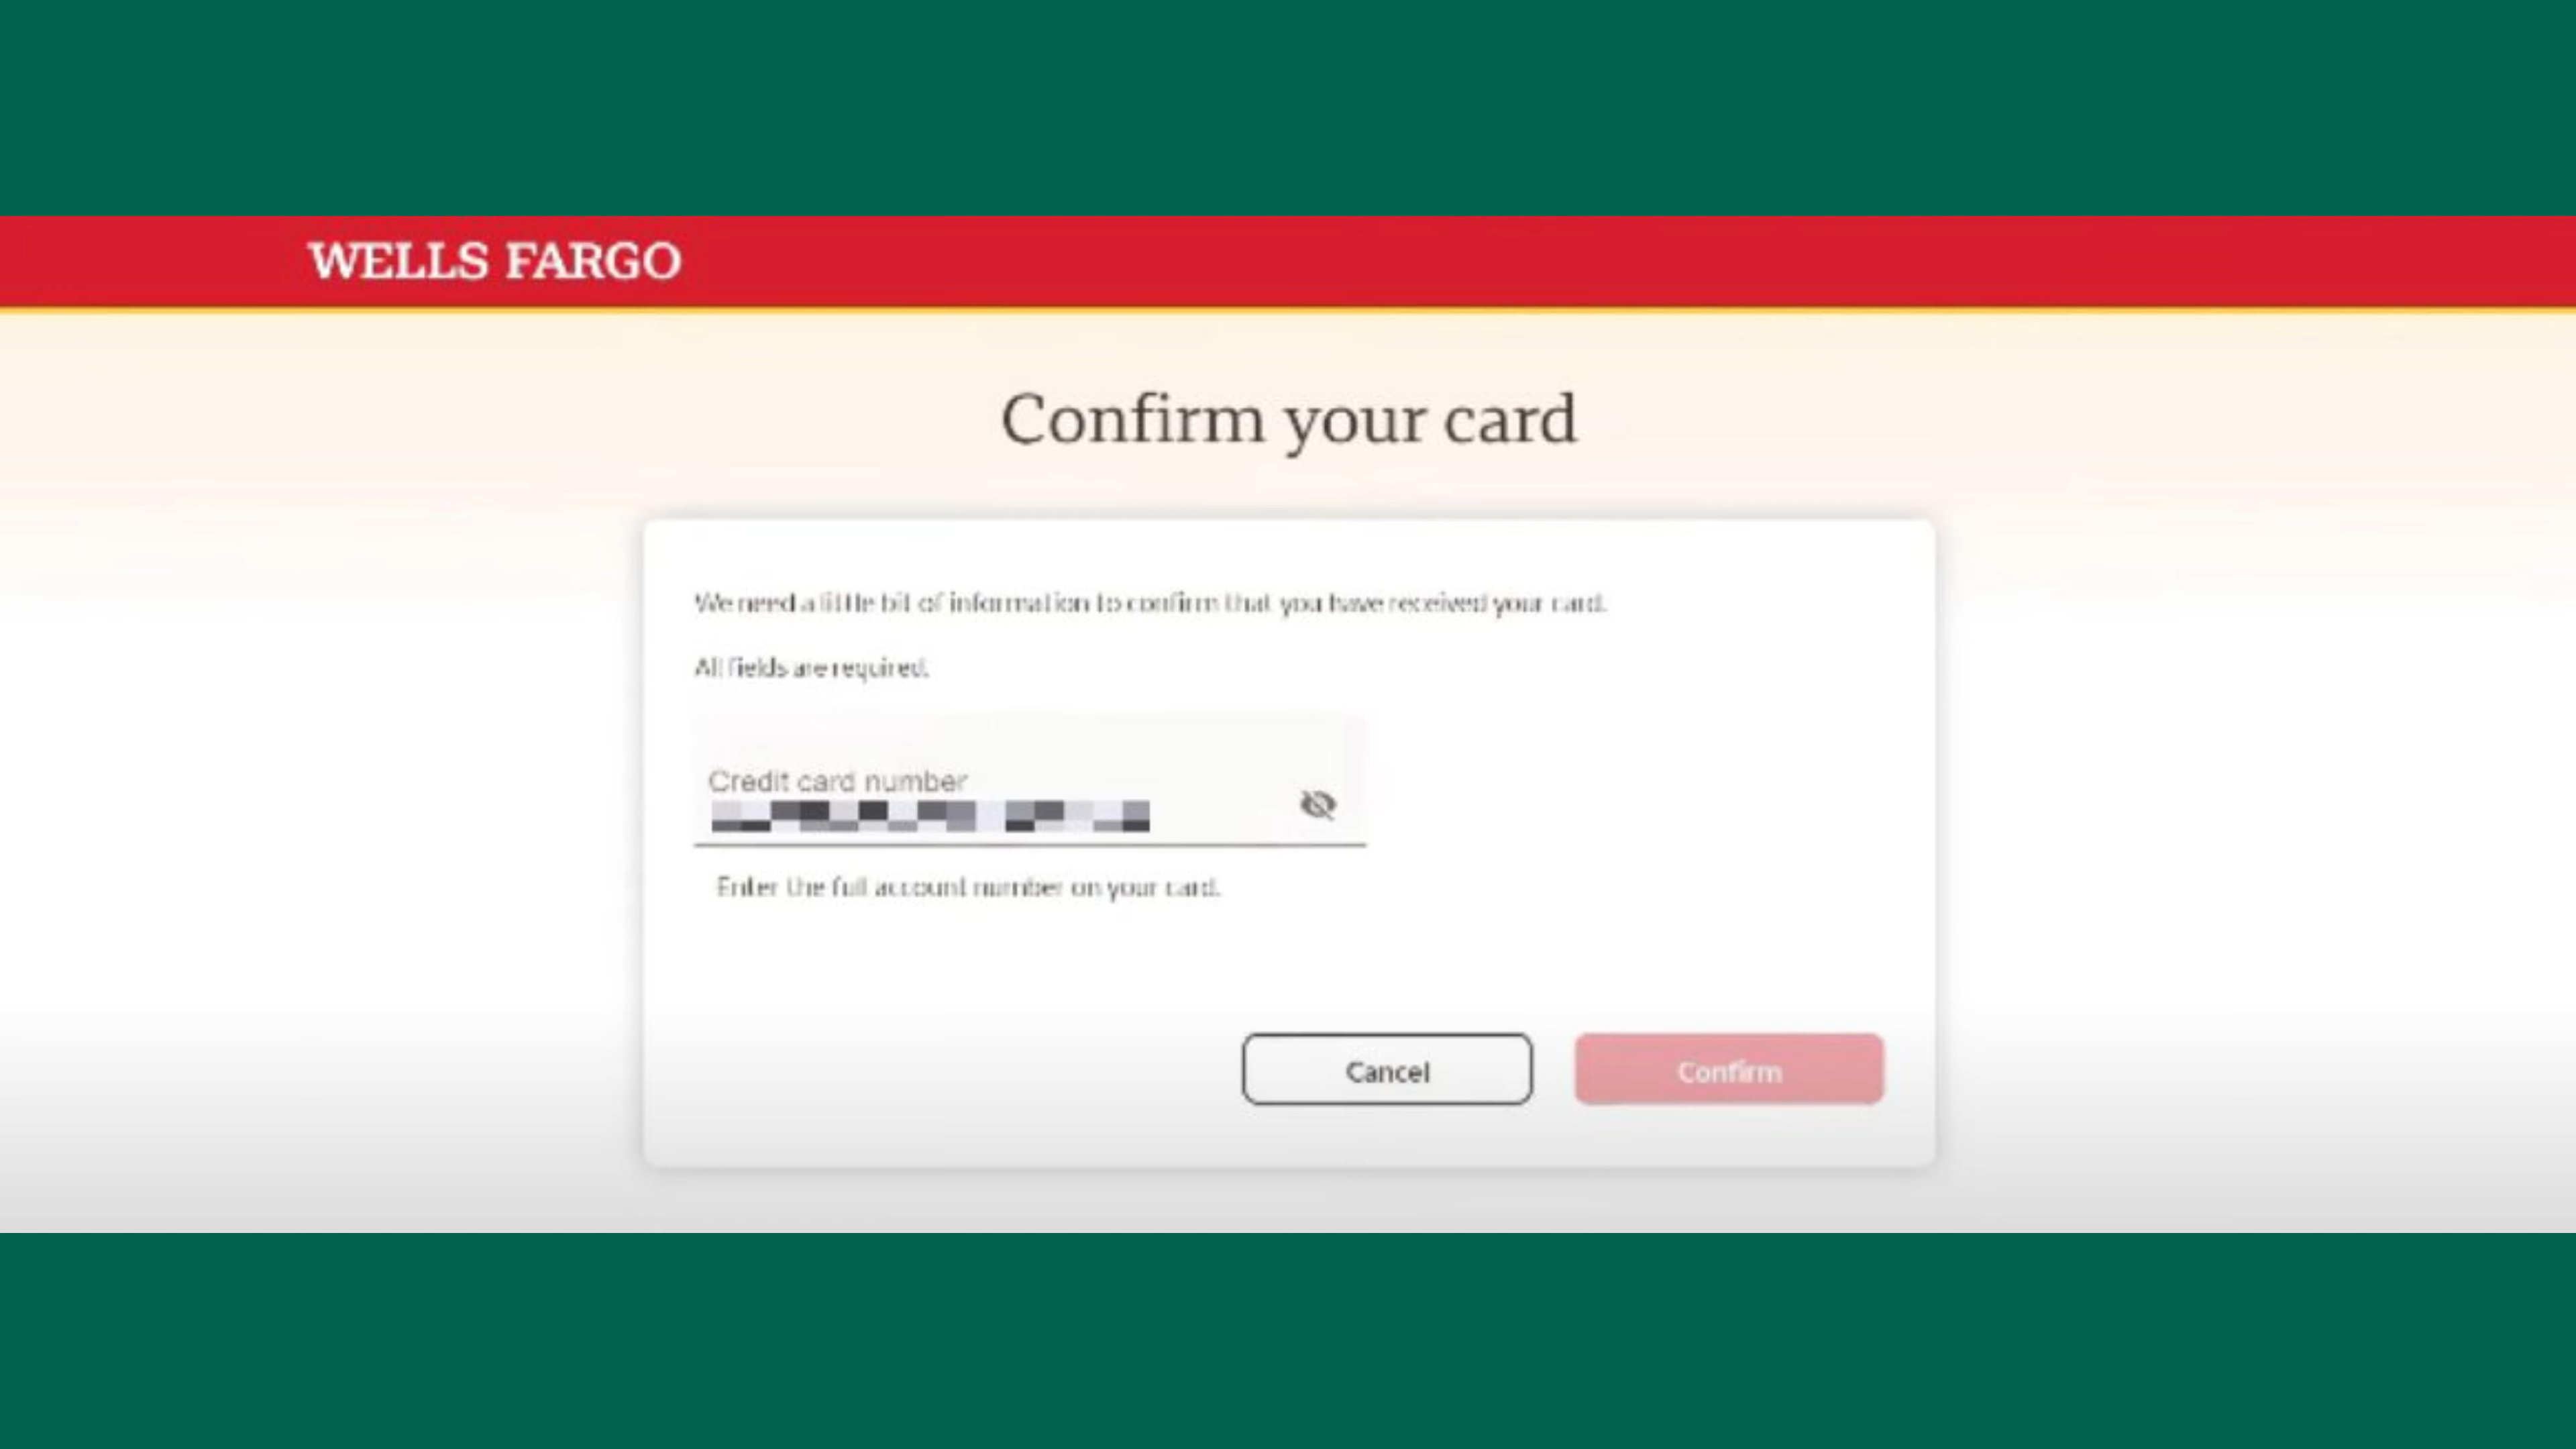 WELLS FARGO
Confirm your card
We need a little bit of information to confirm that you have received your card.
All fields are required.
Credit card number
Enter the full account number on your card.
Cancel
Confirm